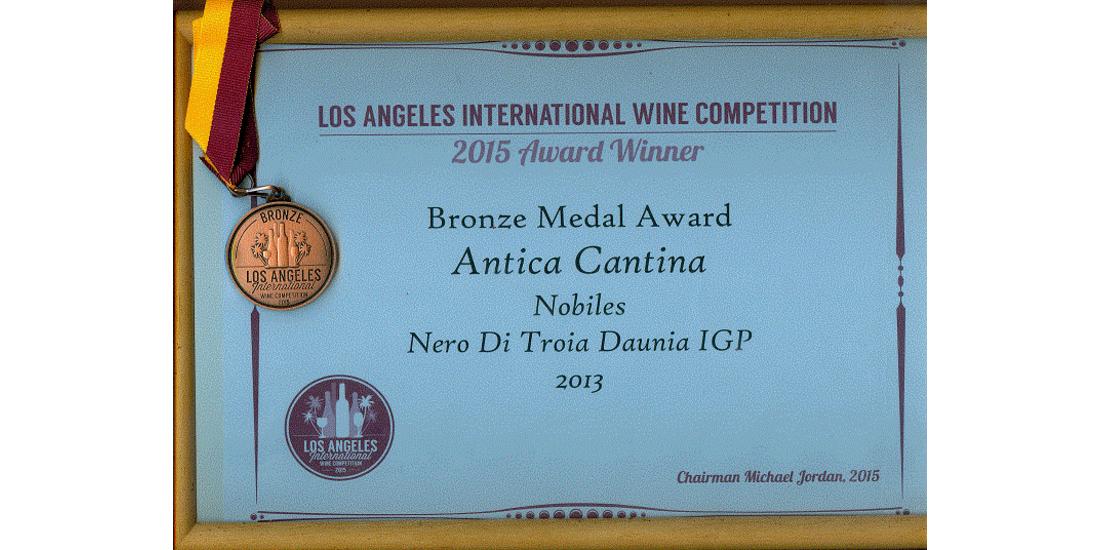 LOS ANGELES INTERNATIONAL WINE COMPETITION
2015 Award Winner
Bronze Medal Award
Antica Cantina
Nobiles
Nero Di Troia Daunia IGP
2013
BRONZE
LOS ANGELES
International
WINE COMPETITION
2015
LOS ANGELES
International
WINE COMPETITION
2015
Chairman Michael Jordan, 2015